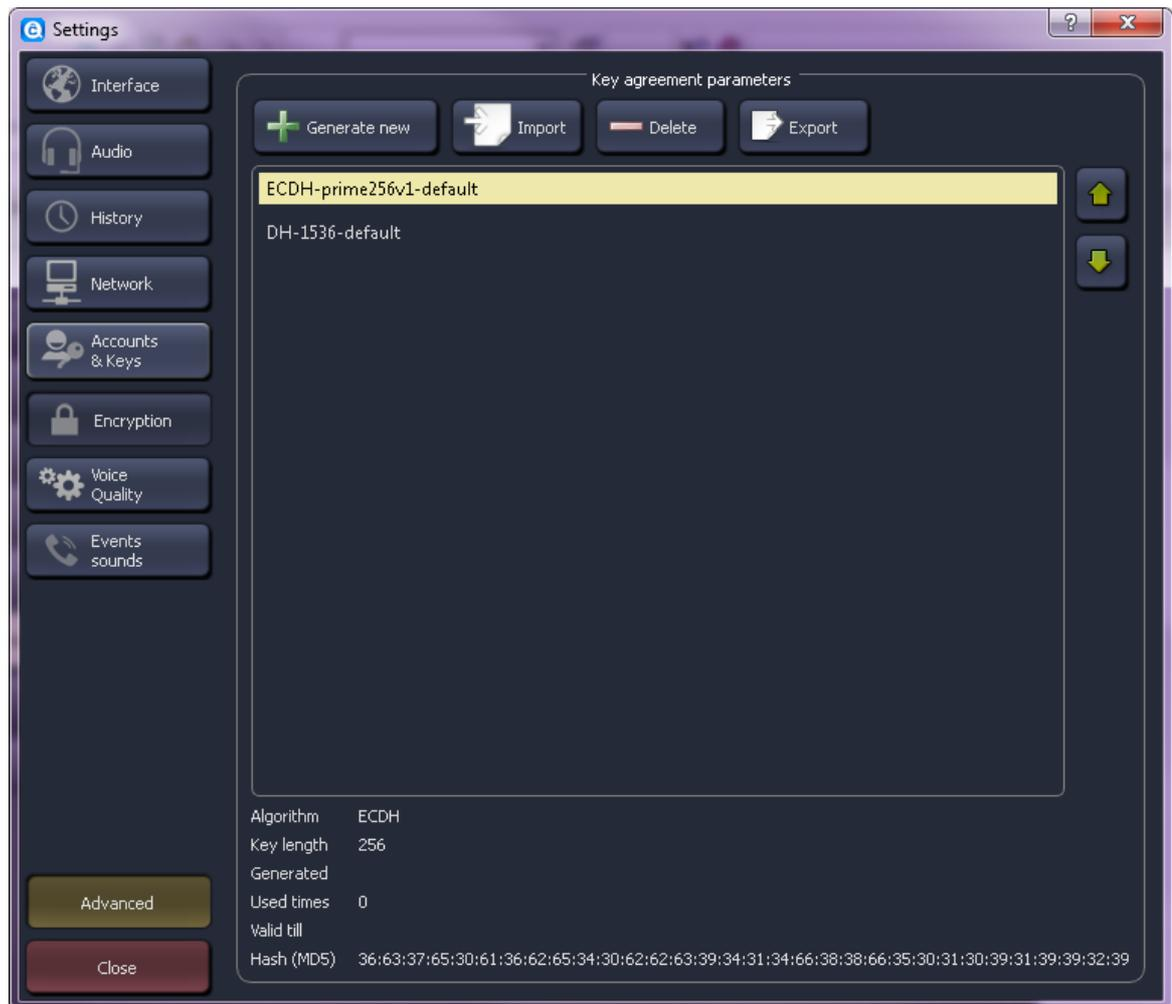 Settings
?
X
Interface
Audio
History
Network
Accounts
& Keys
Encryption
Voice
Quality
Events
sounds
Advanced
Close
Key agreement parameters
Generate new
Import
Delete
Export
ECDH-prime256v1-default
DH-1536-default
Algorithm ECDH
Key length 256
Generated
Used times 0
Valid till
Hash (MD5) 36:63:37:65:30:61:36:62:65:34:30:62:62:63:39:34:31:34:66:38:38:66:35:30:31:30:39:31:39:39:32:39